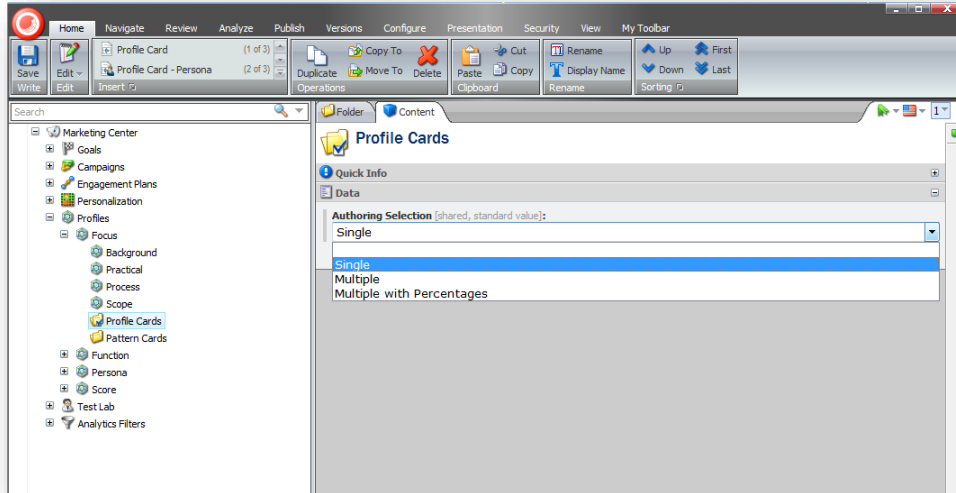 Home Navigate Review Analyze Publish Versions Configure Presentation Security View My Toolbar
Save
Write
Edit
Edit
Profile Card (1 of 3)
Profile Card - Persona (2 of 3)
Insert
Duplicate
Copy To
Move To
Delete
Operations
Paste
Cut
Copy
Clipboard
Rename
Display Name
Rename
Up
Down
First
Last
Sorting
Search
Marketing Center
Goals
Campaigns
Engagement Plans
Personalization
Profiles
Focus
Background
Practical
Process
Scope
Profile Cards
Pattern Cards
Function
Persona
Score
Test Lab
Analytics Filters
Folder Content
1
Profile Cards
Quick Info
Data
Authoring Selection [shared, standard value]:
Single
Single
Multiple
Multiple with Percentages